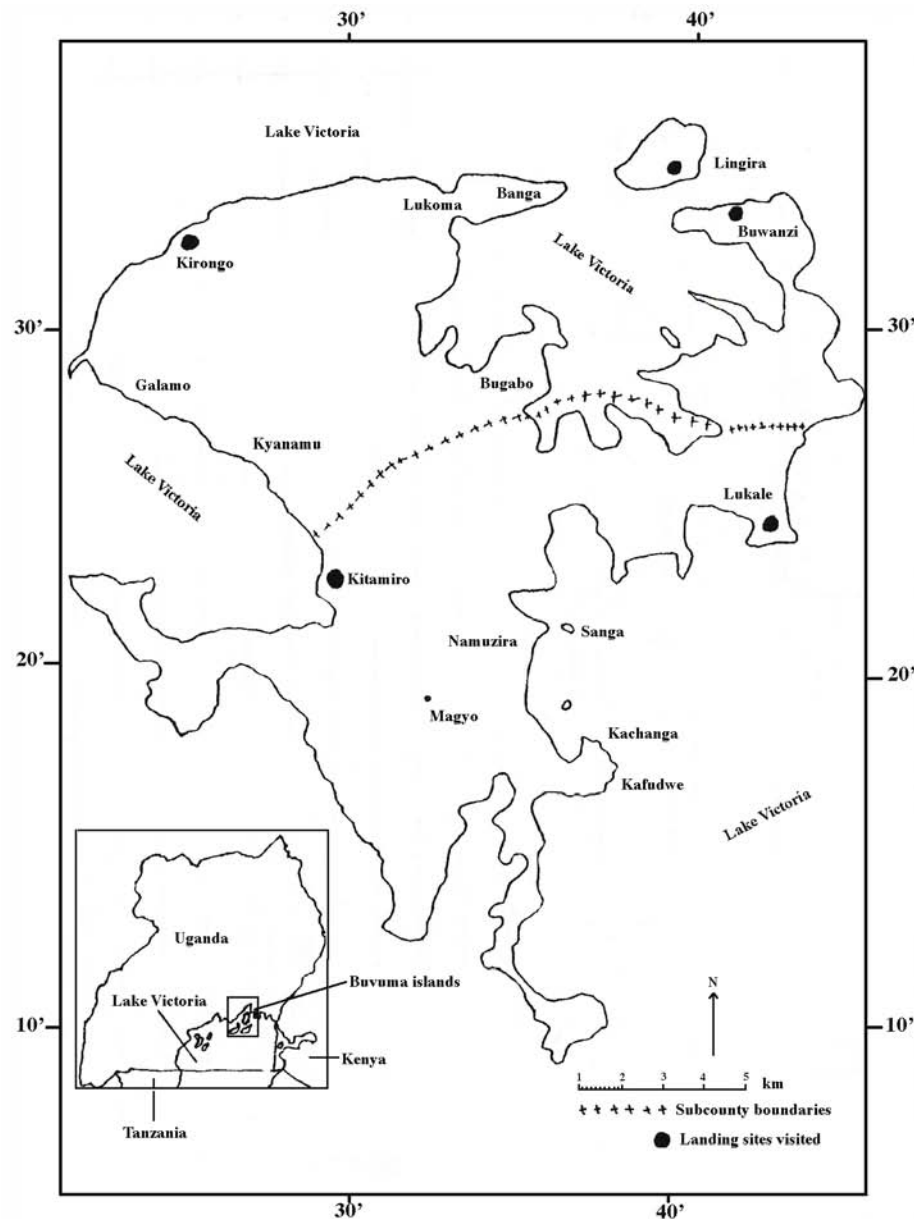 30’
40’
Lake Victoria
Lingira
Banga
Lukoma
Buwanzi
Lake Victoria
Kirongo
30’
30’
Galamo
Bugabo
Kyanamu
Lake Victoria
Lukale
Kitamiro
Sanga
Namuzira
20’
20’
Magyo
Kachanga
Kafudwe
Lake Victoria
Uganda
Buvuma islands
N
Lake Victoria
10’
10’
Kenya
1 2 3 4 5
km
Subcounty boundaries
Tanzania
Landing sites visited
30’
40’